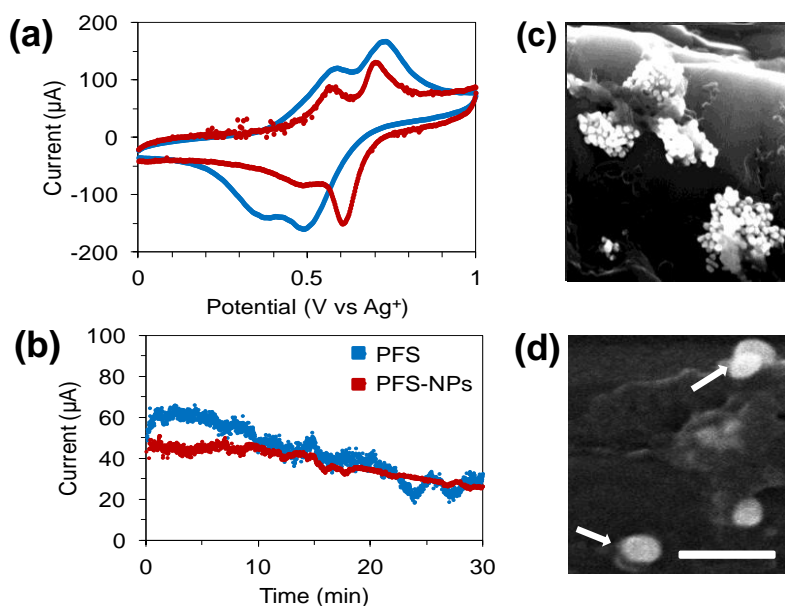 (a)
200
100
0
-100
-200
Current (µA)
0
0.5
1
Potential (V vs Ag⁺)
(b)
100
80
60
40
20
0
Current (µA)
PFS
PFS-NPs
0
10
20
30
Time (min)
(c)
(d)